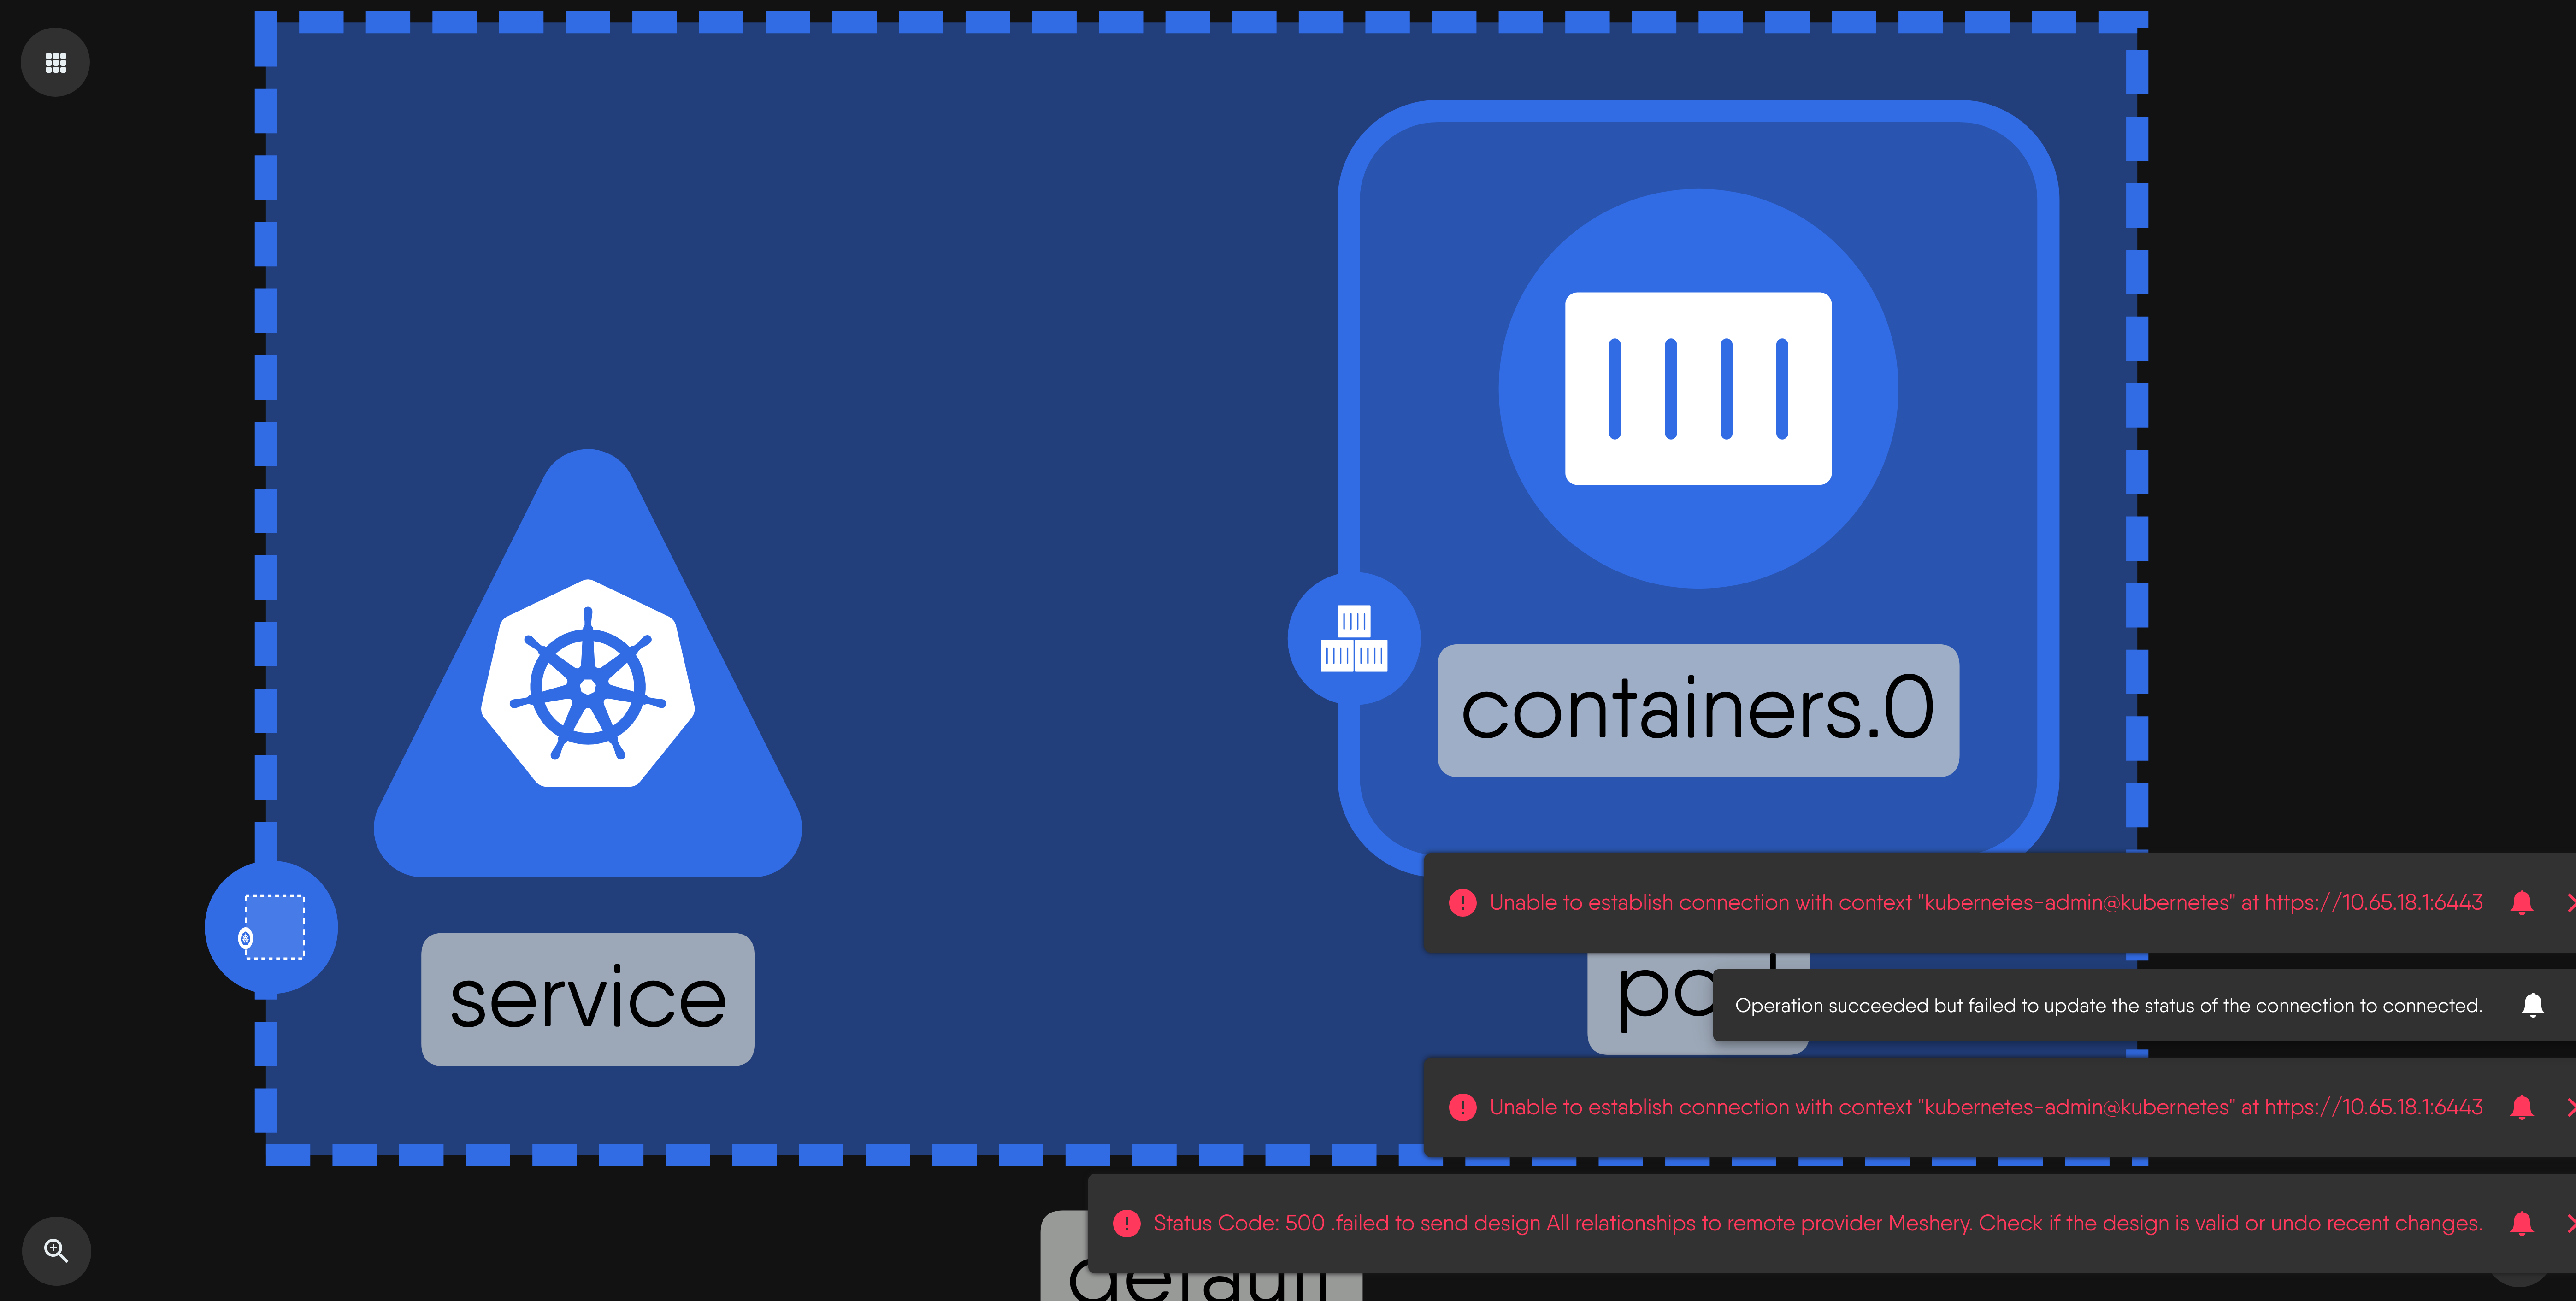 containers.0
service
Unable to establish connection with context "kubernetes-admin@kubernetes" at https://10.65.18.1:6443
Operation succeeded but failed to update the status of the connection to connected.
Unable to establish connection with context "kubernetes-admin@kubernetes" at https://10.65.18.1:6443
Status Code: 500 .failed to send design All relationships to remote provider Meshery. Check if the design is valid or undo recent changes.
default